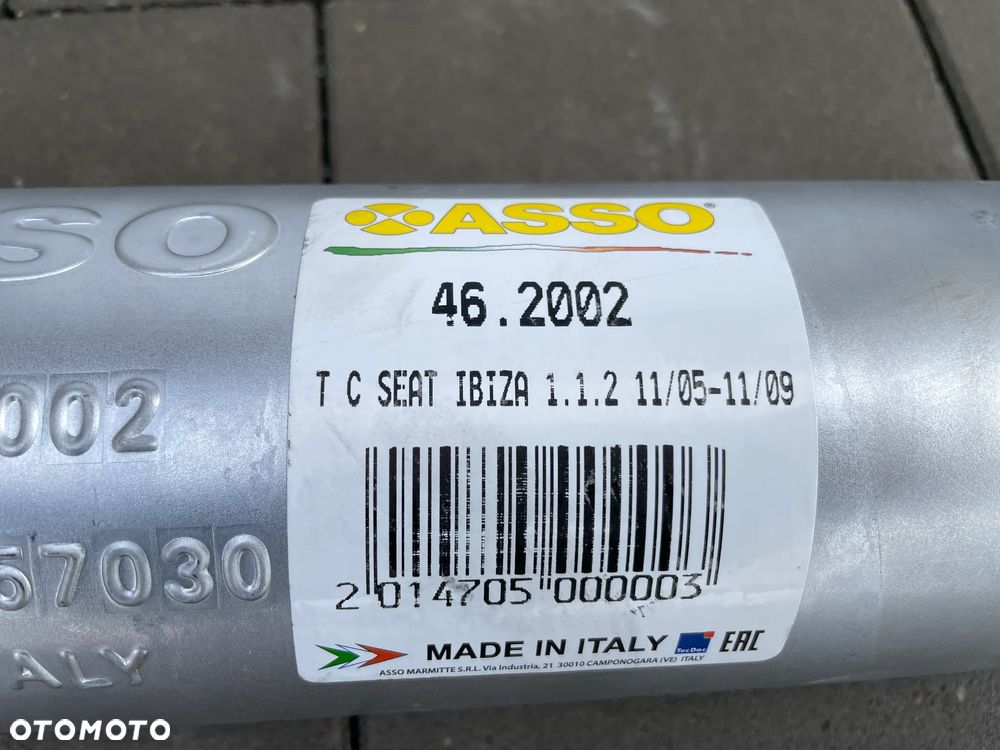 ASSO®
46.2002
T C SEAT IBIZA 1.1.2 11/05-11/09
2 014705 000003
MADE IN ITALY TecDoc EAC
ASSO MARMITTE S.R.L. Via Industria, 21 30010 CAMPONOGARA (VE) ITALY
SO
002
57030
ALY
OTOMOTO